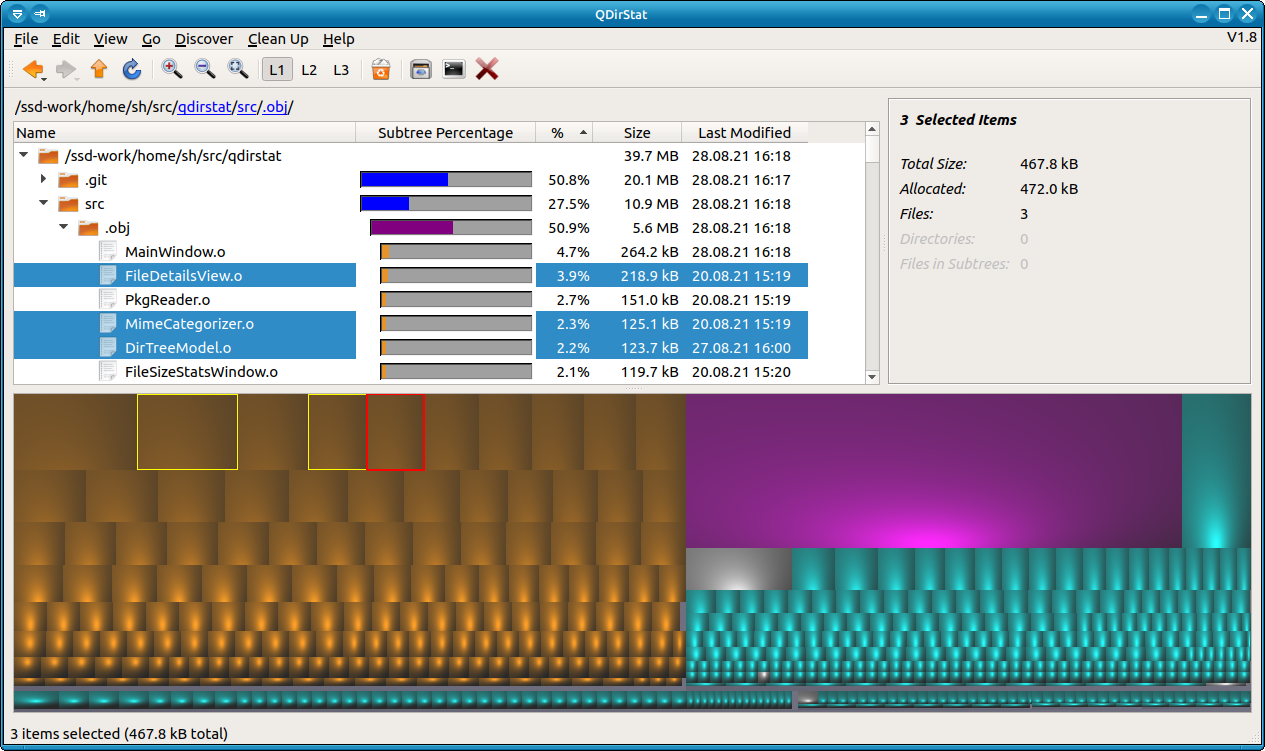 QDirStat
File Edit View Go Discover Clean Up Help V1.8
L1 L2 L3
/ssd-work/home/sh/src/qdirstat/src/.obj/
Name Subtree Percentage % Size Last Modified
/ssd-work/home/sh/src/qdirstat 39.7 MB 28.08.21 16:18
.git 50.8% 20.1 MB 28.08.21 16:17
src 27.5% 10.9 MB 28.08.21 16:18
.obj 50.9% 5.6 MB 28.08.21 16:18
MainWindow.o 4.7% 264.2 kB 28.08.21 16:18
FileDetailsView.o 3.9% 218.9 kB 20.08.21 15:19
PkgReader.o 2.7% 151.0 kB 20.08.21 15:19
MimeCategorizer.o 2.3% 125.1 kB 20.08.21 15:19
DirTreeModel.o 2.2% 123.7 kB 27.08.21 16:00
FileSizeStatsWindow.o 2.1% 119.7 kB 20.08.21 15:20
3 Selected Items
Total Size: 467.8 kB
Allocated: 472.0 kB
Files: 3
Directories: 0
Files in Subtrees: 0
3 items selected (467.8 kB total)